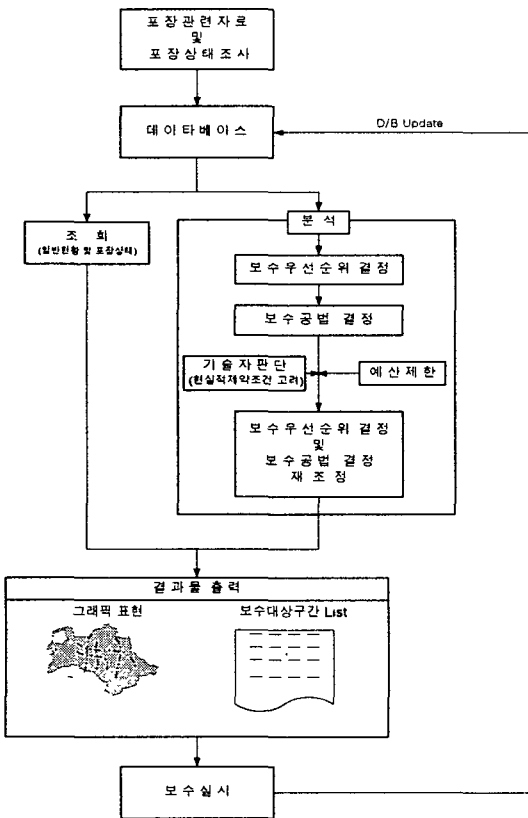 포장관련자료
및
포장상태조사
데이타베이스
D/B Update
조 회
(일반현황 및 포장상태)
분 석
보수우선순위 결정
보수공법 결정
기술자판단
(현실적제약조건 고려)
예산제한
보수우선순위 결정
및
보수공법 결정
재 조 정
결과물 출력
그래픽 표현
보수대상구간 List
보수실시